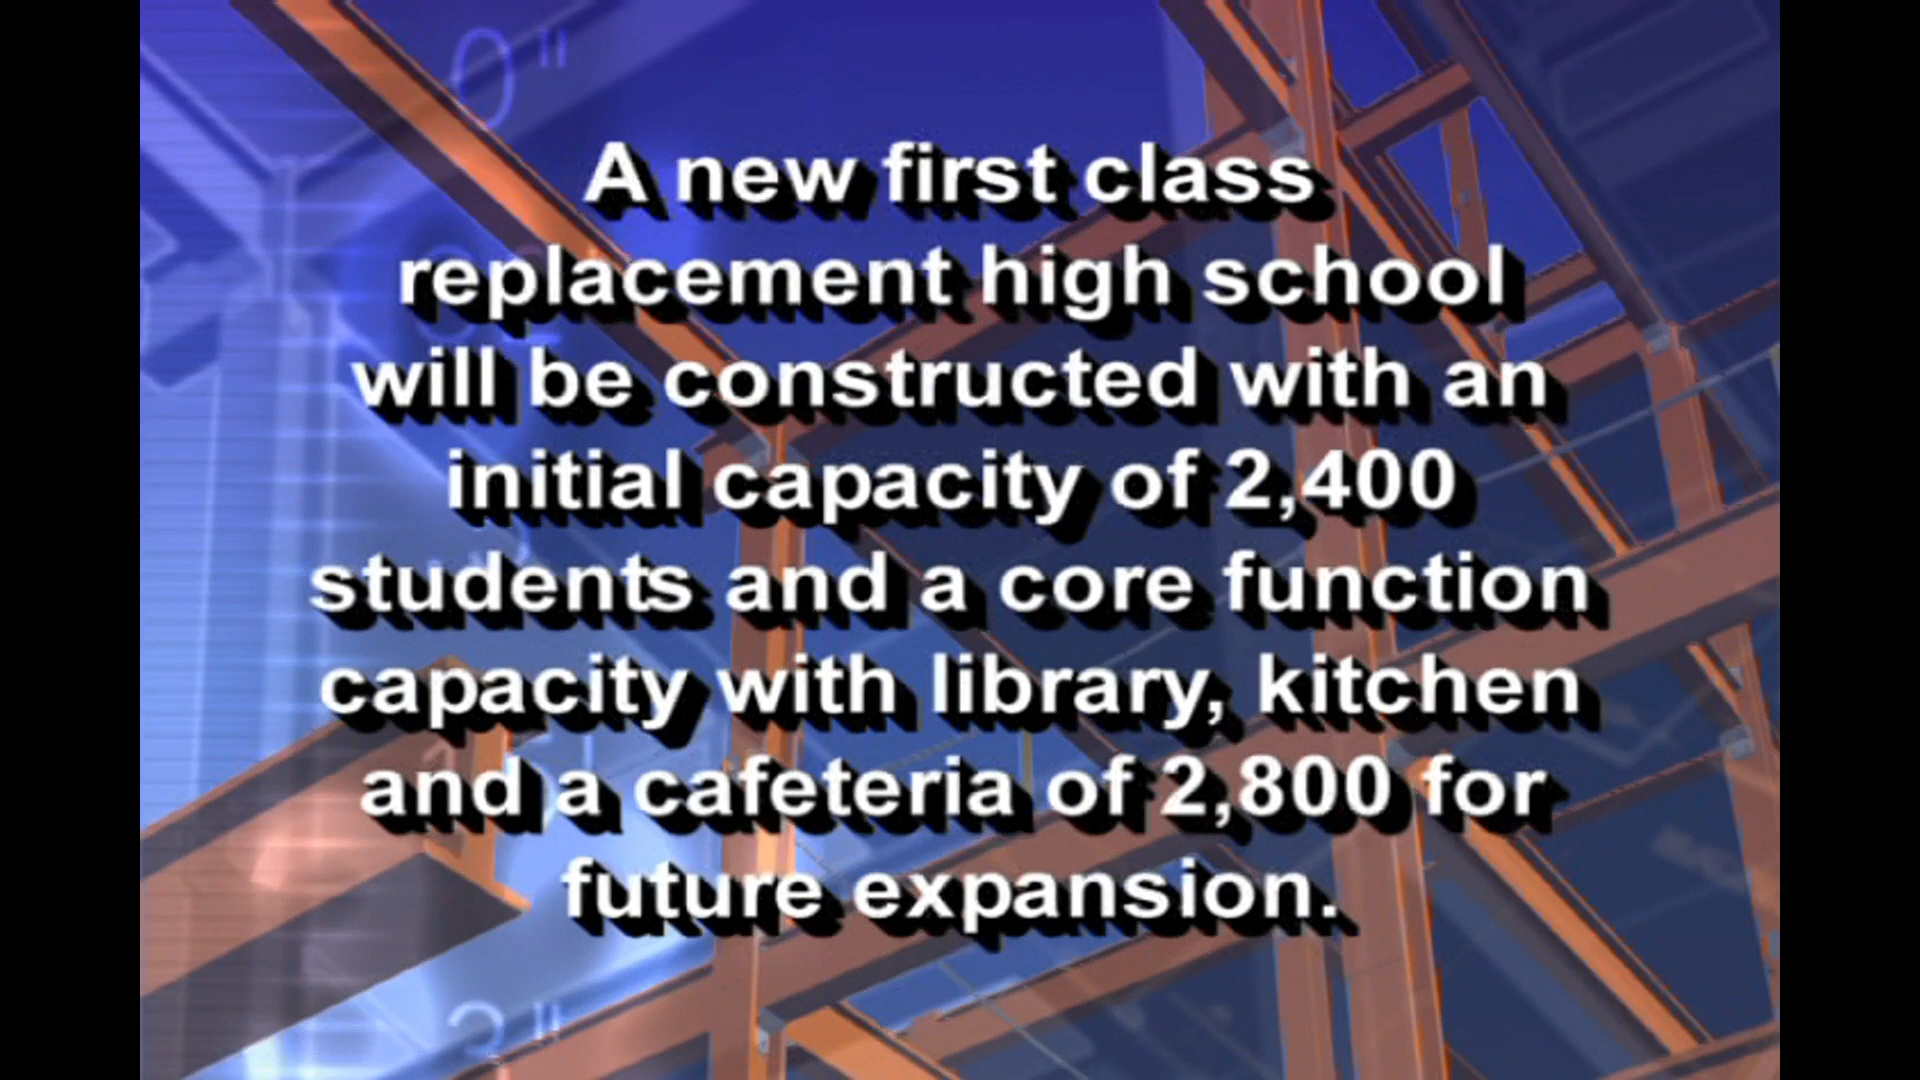 0"
A new first class
replacement high school
will be constructed with an
initial capacity of 2,400
students and a core function
capacity with library, kitchen
and a cafeteria of 2,800 for
future expansion.